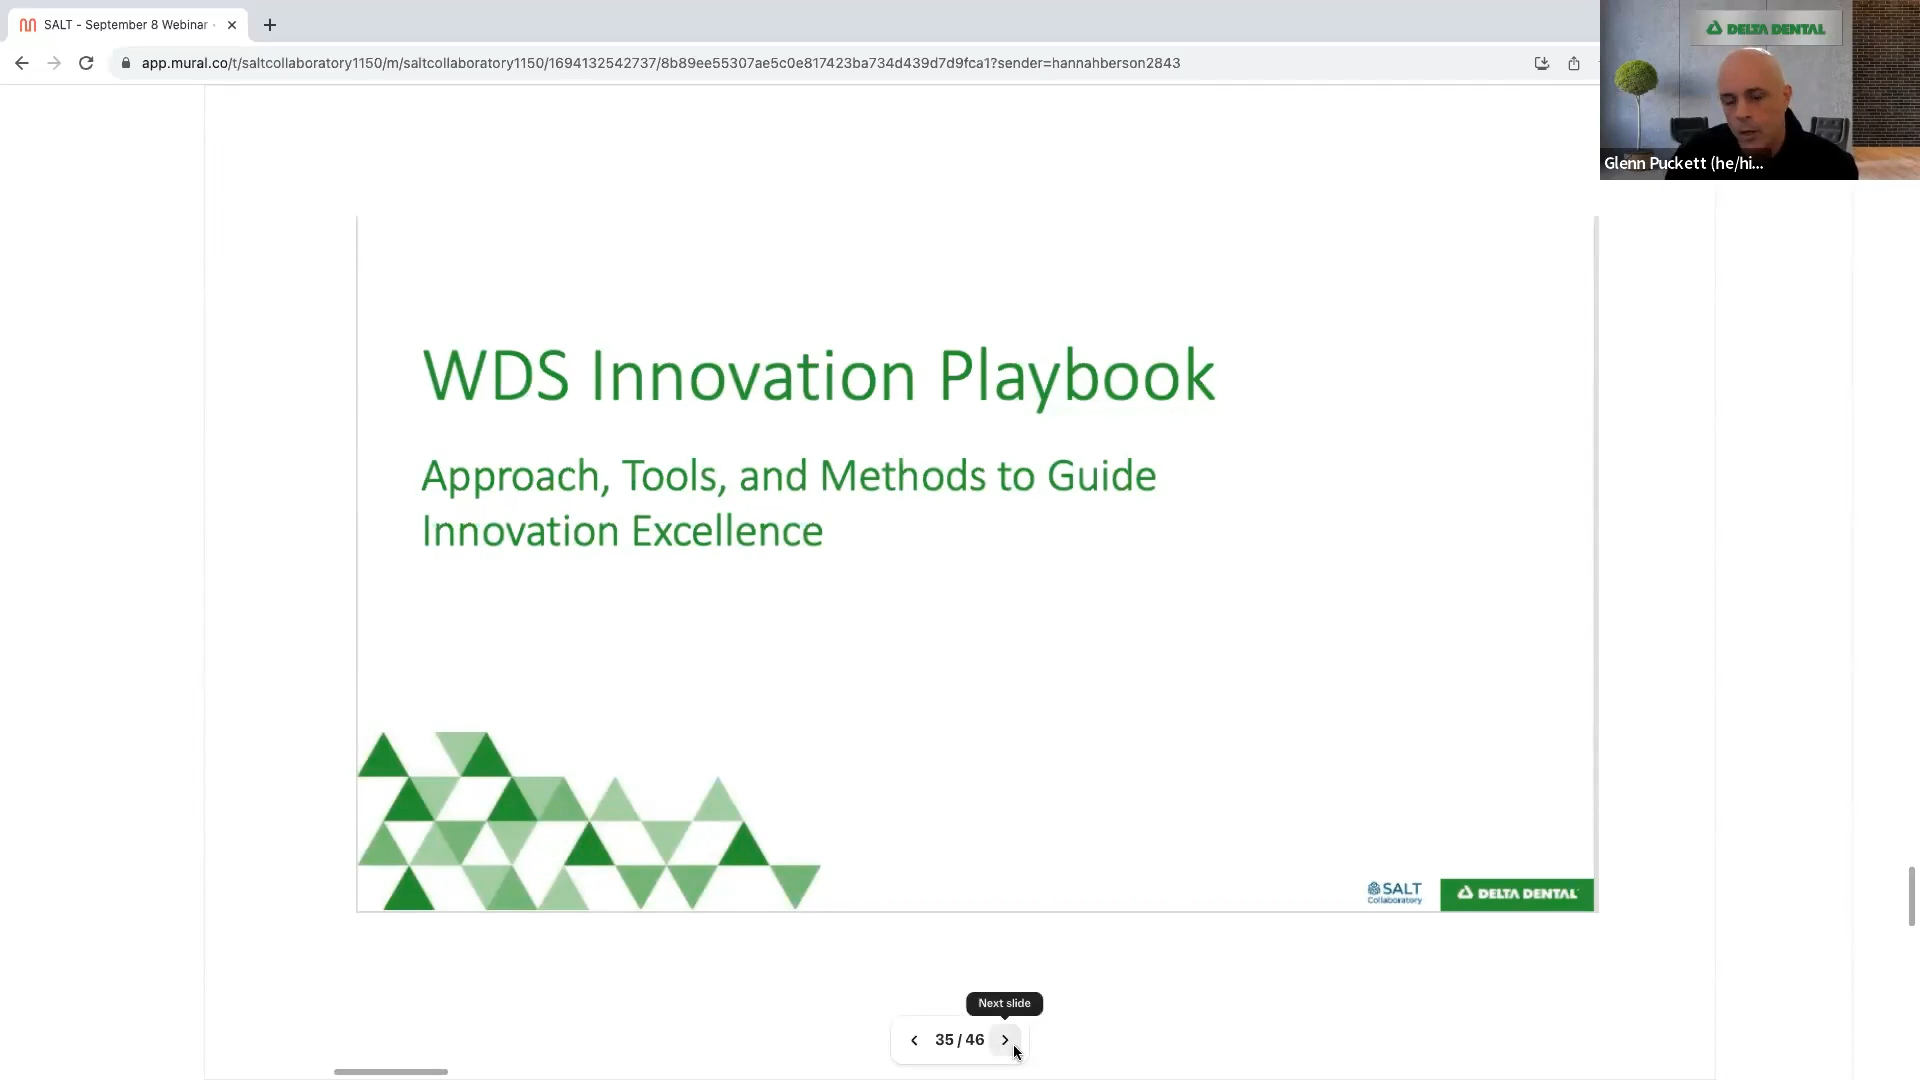 SALT - September 8 Webinar
app.mural.co/t/saltcollaboratory1150/m/saltcollaboratory1150/1694132542737/8b89ee55307ae5c0e817423ba734d439d7d9fca1?sender=hannahberson2843
DELTA DENTAL
Glenn Puckett (he/hi...
WDS Innovation Playbook
Approach, Tools, and Methods to Guide
Innovation Excellence
SALT
Collaboratory
DELTA DENTAL
Next slide
35 / 46